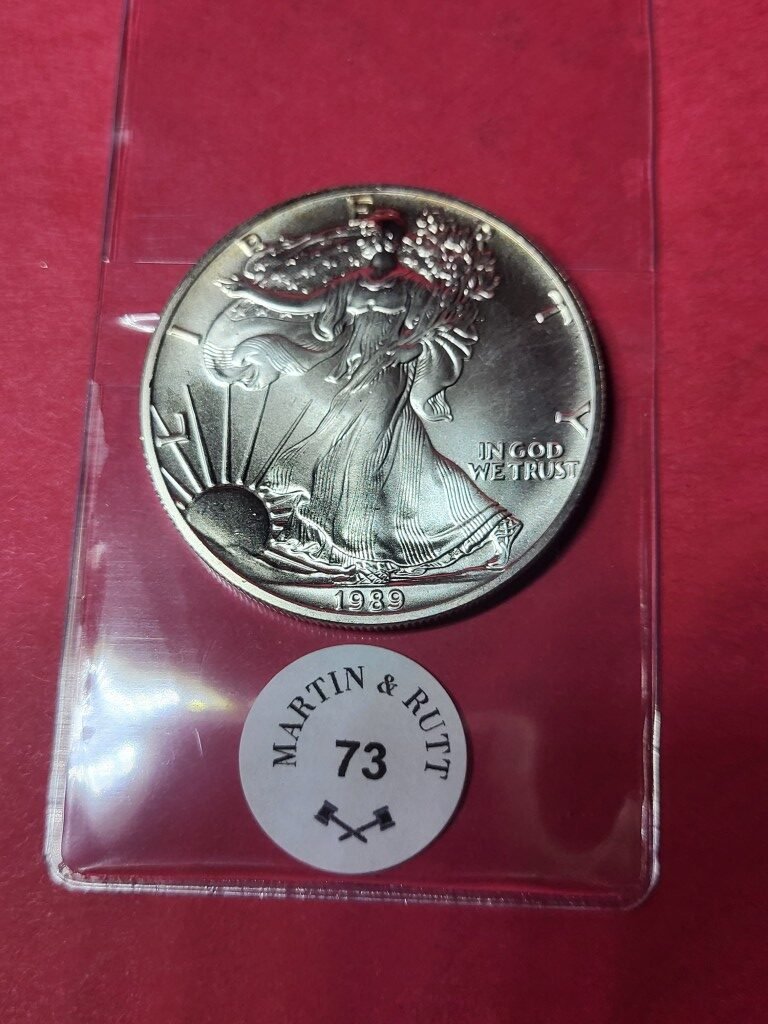 LIBERTY
IN GOD
WE TRUST
1989
MARTIN & RUTT
73